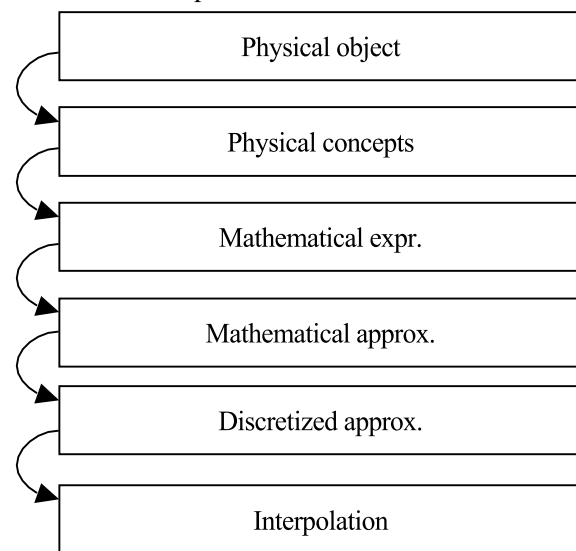 Physical object
Physical concepts
Mathematical expr.
Mathematical approx.
Discretized approx.
Interpolation